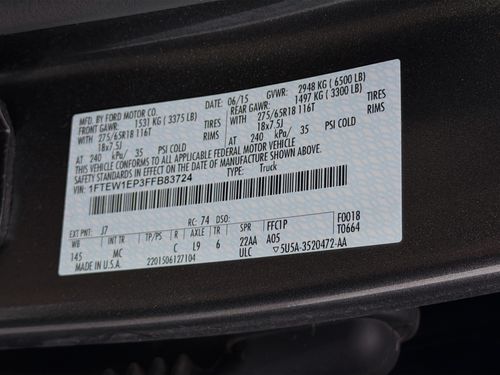 MFD. BY FORD MOTOR CO.
DATE: 06/15 GVWR: 2948 KG ( 6500 LB)
FRONT GAWR: 1531 KG ( 3375 LB) REAR GAWR: 1497 KG ( 3300 LB)
WITH 275/65R18 116T TIRES WITH 275/65R18 116T TIRES
18x7.5J RIMS 18x7.5J RIMS
AT 240 kPa/ 35 PSI COLD AT 240 kPa/ 35 PSI COLD
THIS VEHICLE CONFORMS TO ALL APPLICABLE FEDERAL MOTOR VEHICLE
SAFETY STANDARDS IN EFFECT ON THE DATE OF MANUFACTURE SHOWN ABOVE.
VIN: 1FTEW1EP3FFB83724 TYPE: Truck
EXT PNT: J7 RC: 74 DSO: FFC1P F0018
WB INT TR TP/PS R AXLE TR SPR T0664
145 MC C L9 6 22AA A05
MADE IN U.S.A. 2201506127104 ULC ▽5U5A-3520472-AA